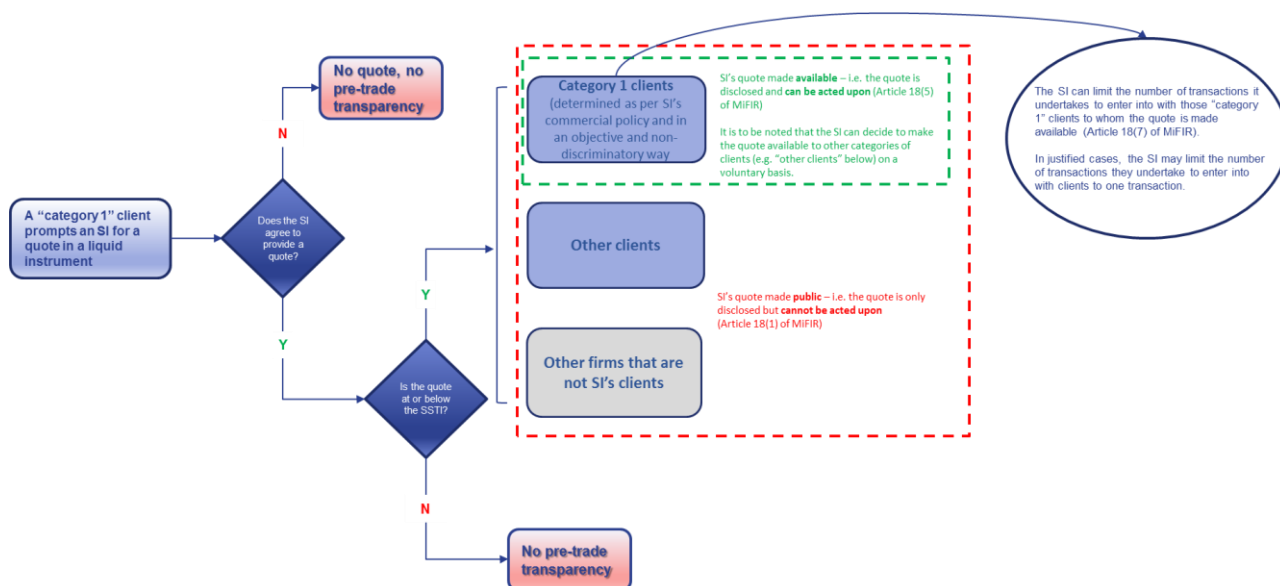 No quote, no
pre-trade
transparency
N
A “category 1” client
prompts an SI for a
quote in a liquid
instrument
Does the SI
agree to
provide a
quote?
Y
Category 1 clients
(determined as per SI’s
commercial policy and in
an objective and non-
discriminatory way
SI’s quote made available – i.e. the quote is
disclosed and can be acted upon (Article 18(5)
of MiFIR)
It is to be noted that the SI can decide to make
the quote available to other categories of
clients (e.g. “other clients” below) on a
voluntary basis.
The SI can limit the number of transactions it
undertakes to enter into with those “category
1” clients to whom the quote is made
available (Article 18(7) of MiFIR).
In justified cases, the SI may limit the number
of transactions they undertake to enter into
with clients to one transaction.
Other clients
Y
SI’s quote made public – i.e. the quote is only
disclosed but cannot be acted upon
(Article 18(1) of MiFIR)
Other firms that are
not SI’s clients
Is the quote
at or below
the SSTI?
N
No pre-trade
transparency